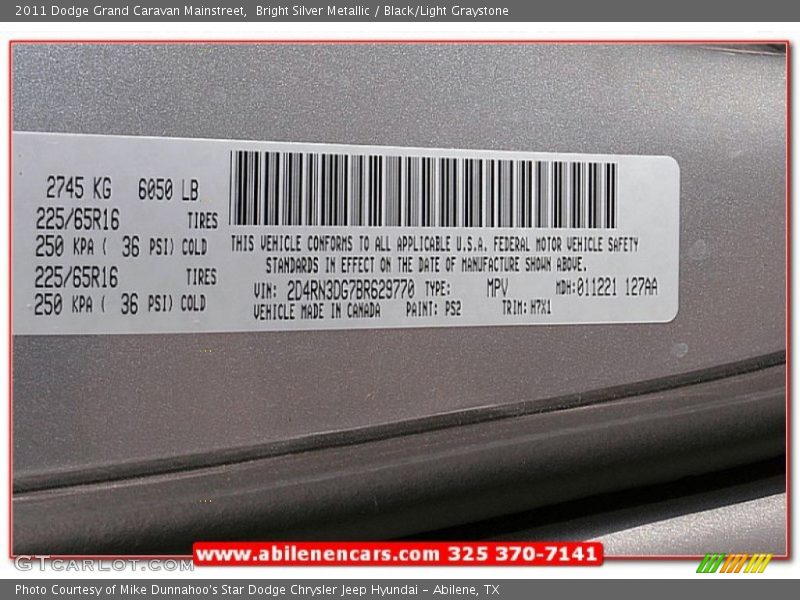 2011 Dodge Grand Caravan Mainstreet,  Bright Silver Metallic / Black/Light Graystone
2745 KG 6050 LB
225/65R16 TIRES
250 KPA ( 36 PSI) COLD
225/65R16 TIRES
250 KPA ( 36 PSI) COLD
THIS VEHICLE CONFORMS TO ALL APPLICABLE U.S.A. FEDERAL MOTOR VEHICLE SAFETY
STANDARDS IN EFFECT ON THE DATE OF MANUFACTURE SHOWN ABOVE.
VIN: 2D4RN3DG7BR629770 TYPE: MPV MDH:011221 127AA
VEHICLE MADE IN CANADA PAINT: PS2 TRIM: M7X1
www.abilenencars.com 325 370-7141
GTCARLOT.COM
Photo Courtesy of Mike Dunnahoo's Star Dodge Chrysler Jeep Hyundai – Abilene, TX